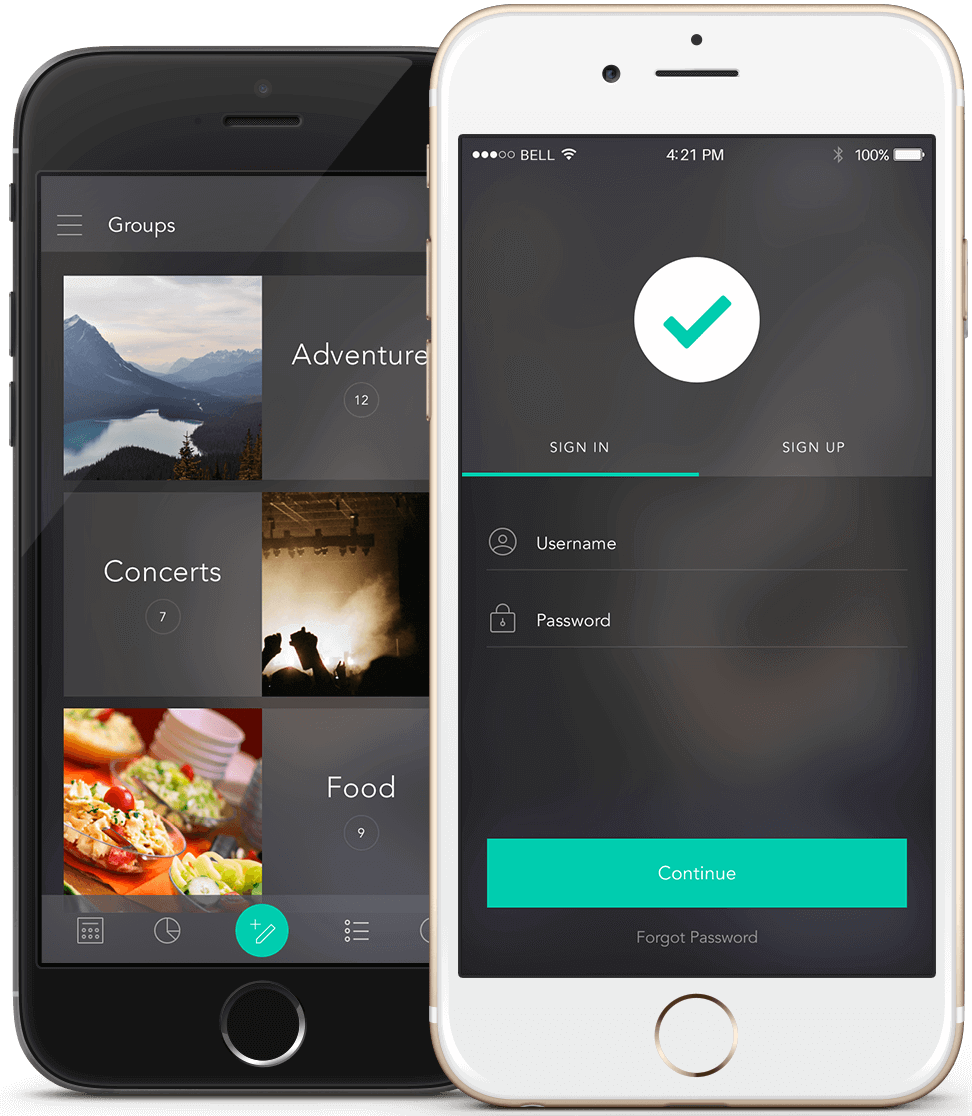 Groups
Adventure
12
Concerts
7
Food
9
BELL
4:21 PM
100%
SIGN IN
SIGN UP
Username
Password
Continue
Forgot Password